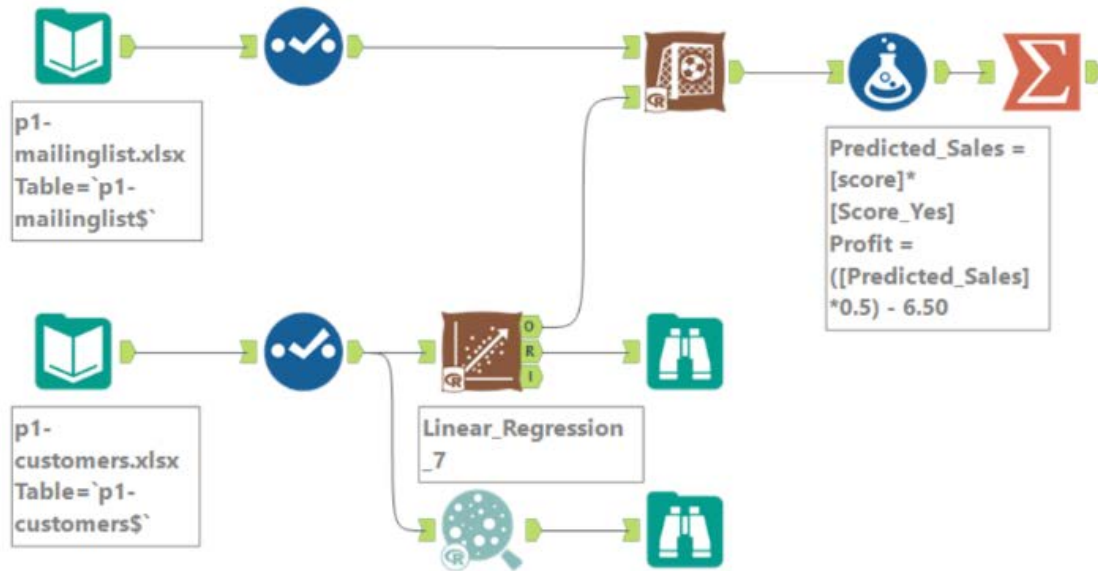 p1-
mailinglist.xlsx
Table=`p1-
mailinglist$`
Predicted_Sales =
[score]*
[Score_Yes]
Profit =
([Predicted_Sales]
*0.5) - 6.50
p1-
customers.xlsx
Table=`p1-
customers$`
O
R
I
R
R
Linear_Regression
_7
R
Σ